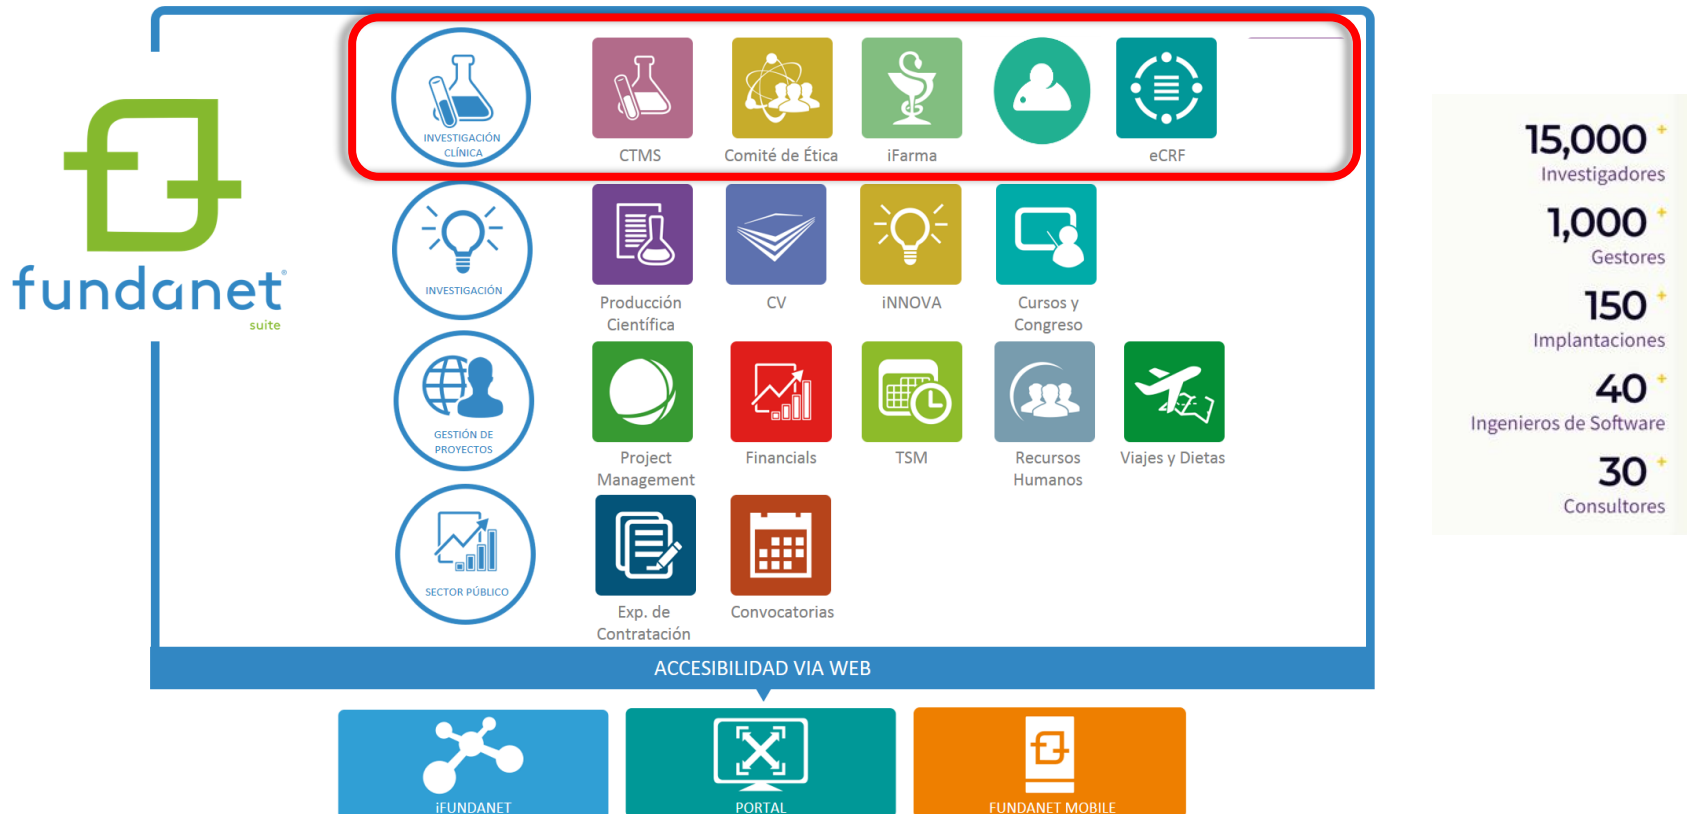 fundanet®
suite
INVESTIGACIÓN
CLÍNICA
CTMS
Comité de Ética
iFarma
eCRF
INVESTIGACIÓN
Producción
Científica
CV
iNNOVA
Cursos y
Congreso
GESTIÓN DE
PROYECTOS
Project
Management
Financials
TSM
Recursos
Humanos
Viajes y Dietas
SECTOR PÚBLICO
Exp. de
Contratación
Convocatorias
ACCESIBILIDAD VIA WEB
iFUNDANET
PORTAL
FUNDANET MOBILE
15,000 +
Investigadores
1,000 +
Gestores
150 +
Implantaciones
40 +
Ingenieros de Software
30 +
Consultores